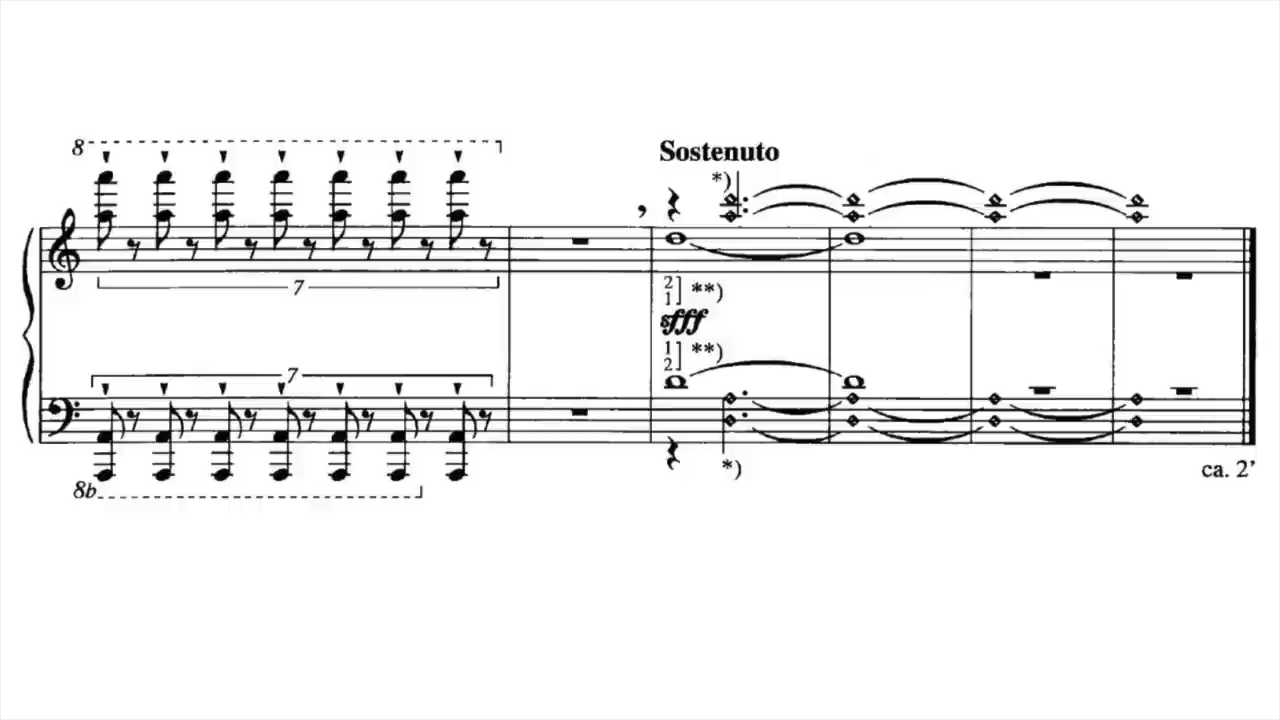 8
Sostenuto
*)
7
2
1] **)
sfff
1] **)
2
7
*)
ca. 2’
8b